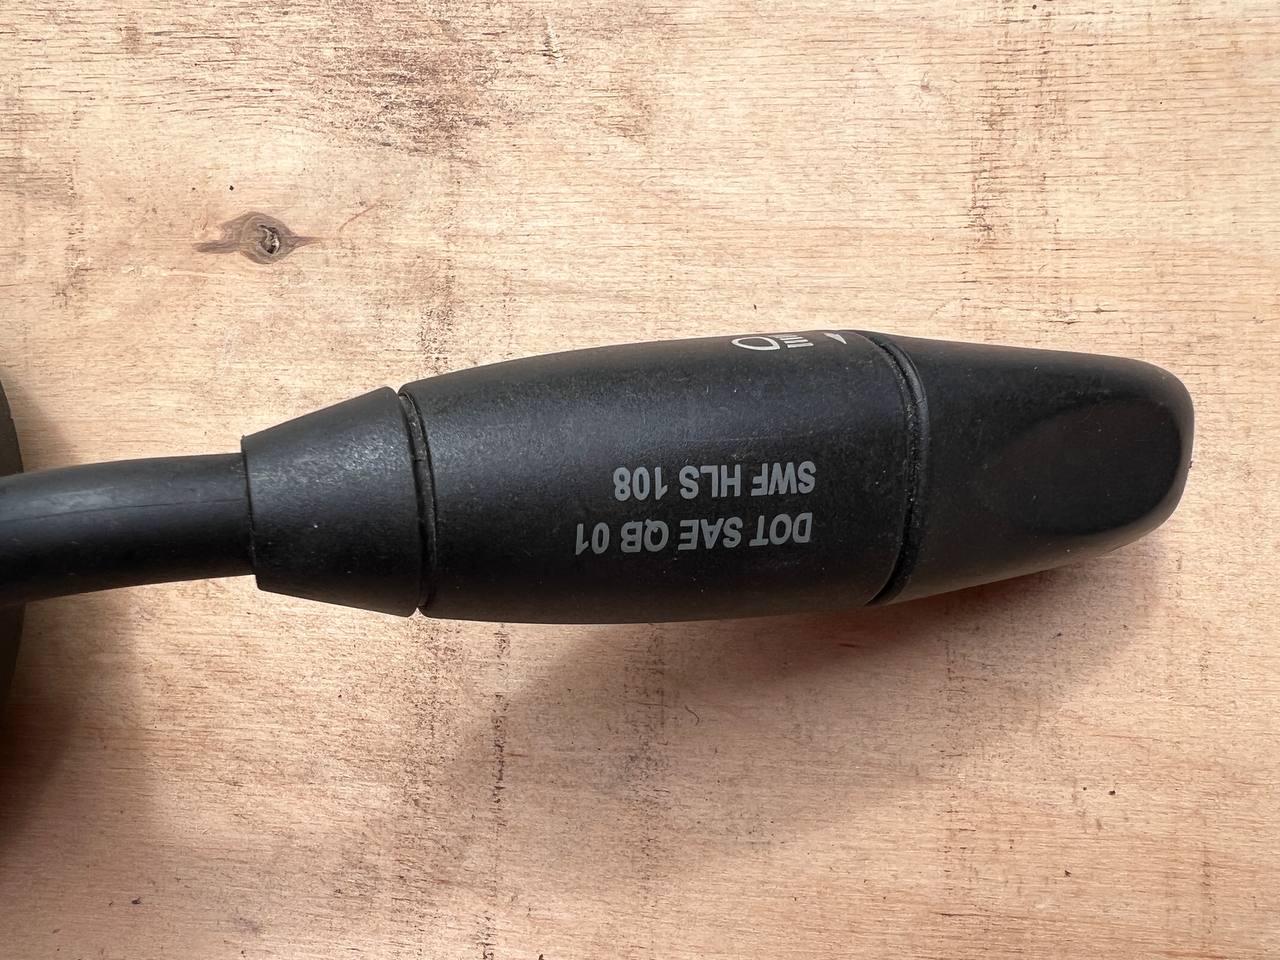 DOT SAE QB 01
SWF HLS 108